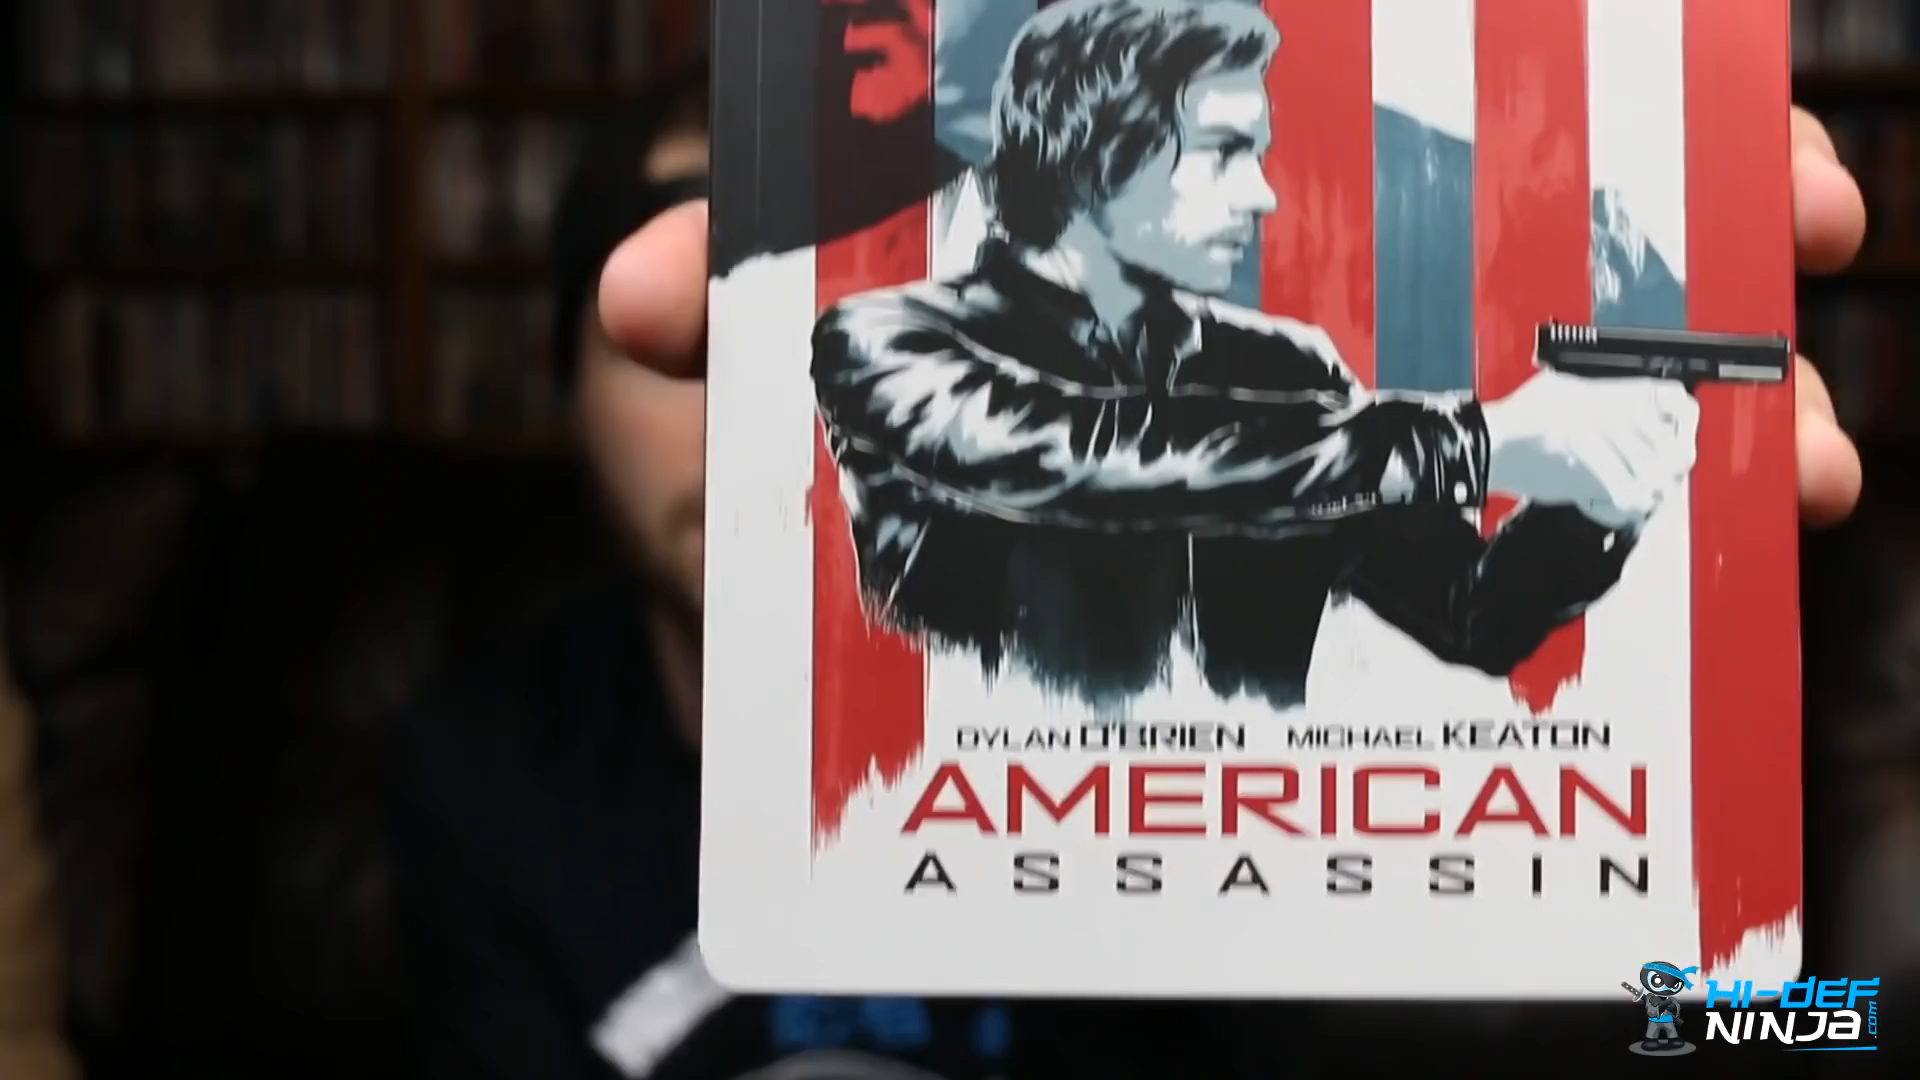 DYLAN O'BRIEN MICHAEL KEATON
AMERICAN
ASSASSIN
HI-DEF
NINJA.COM